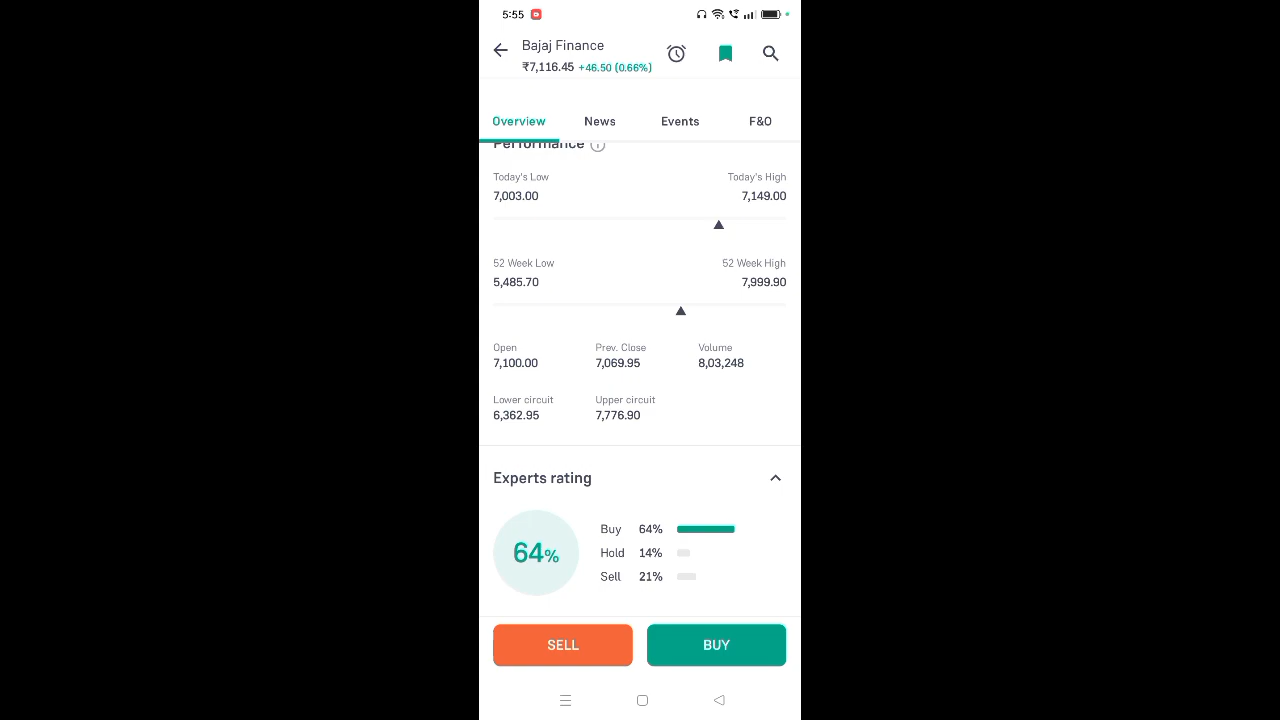 5:55
Bajaj Finance
₹7,116.45 +46.50 (0.66%)
Overview News Events F&O
Performance
Today's Low Today's High
7,003.00 7,149.00
52 Week Low 52 Week High
5,485.70 7,999.90
Open Prev. Close Volume
7,100.00 7,069.95 8,03,248
Lower circuit Upper circuit
6,362.95 7,776.90
Experts rating
64%
Buy 64%
Hold 14%
Sell 21%
SELL BUY